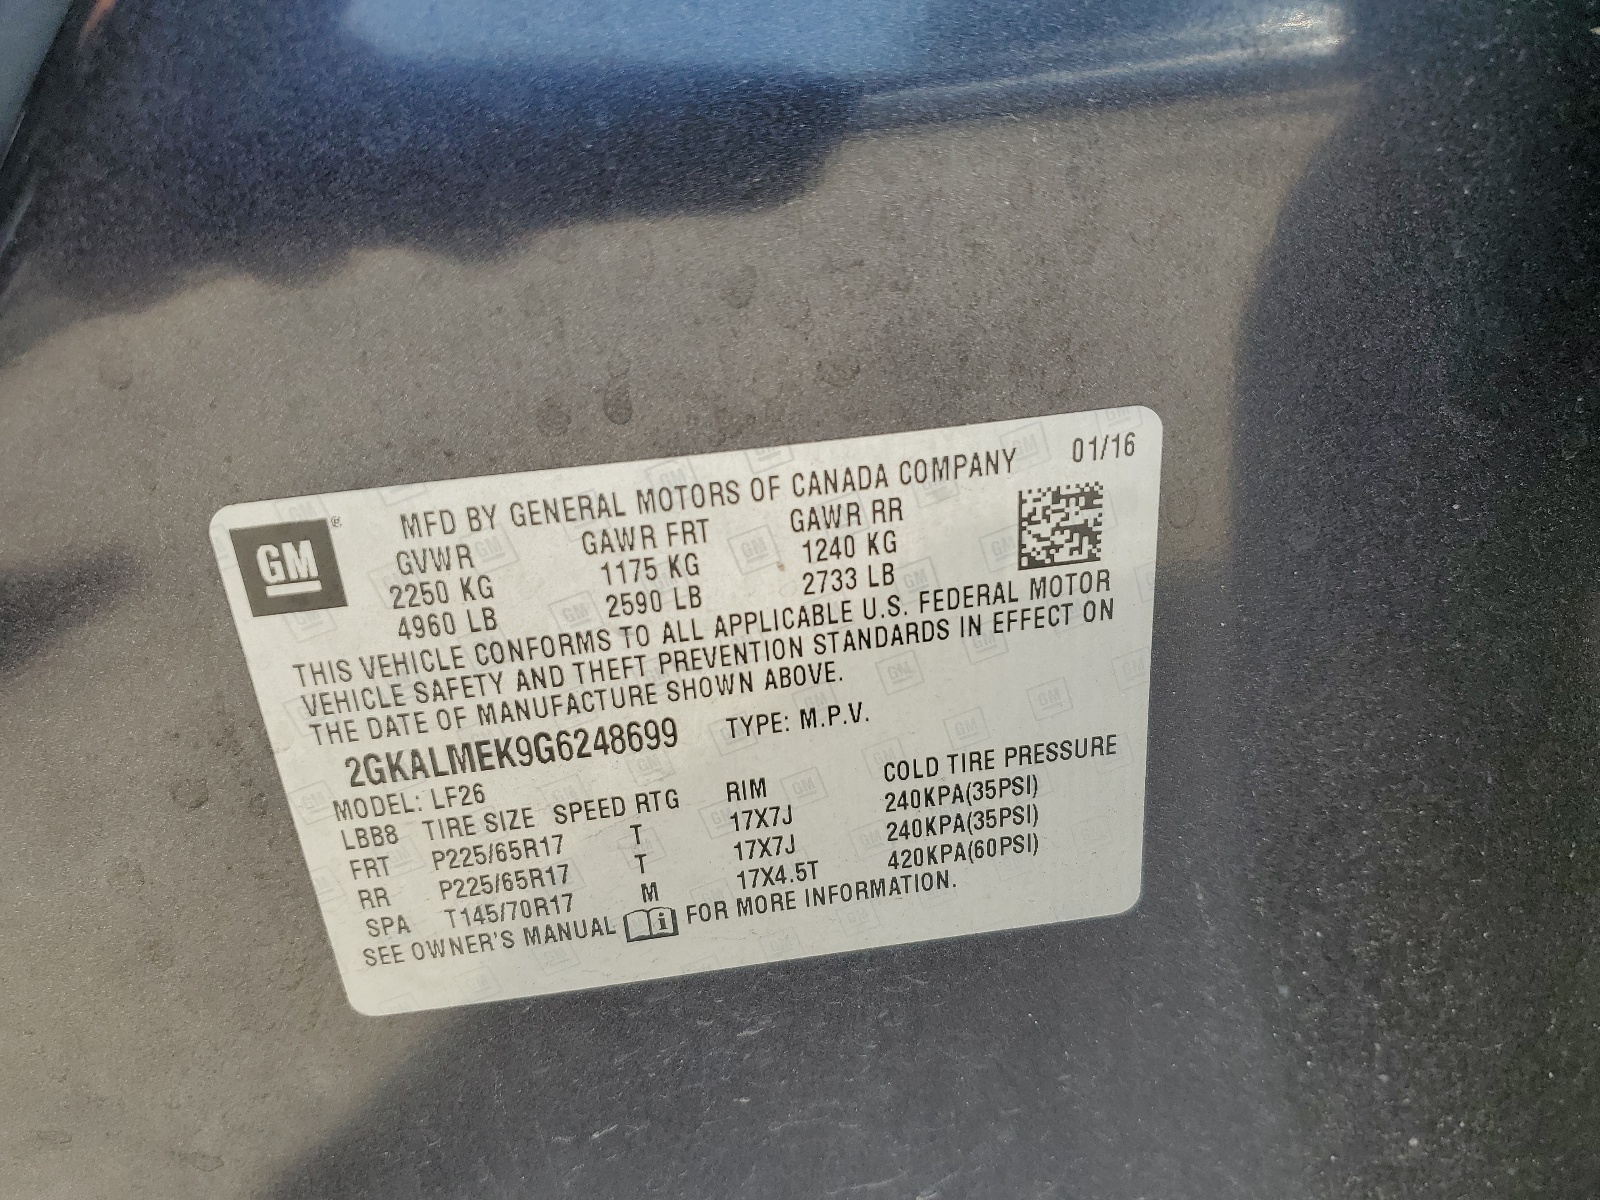 MFD BY GENERAL MOTORS OF CANADA COMPANY 01/16
GM ®
GVWR GAWR FRT GAWR RR
2250 KG 1175 KG 1240 KG
4960 LB 2590 LB 2733 LB
THIS VEHICLE CONFORMS TO ALL APPLICABLE U.S. FEDERAL MOTOR
VEHICLE SAFETY AND THEFT PREVENTION STANDARDS IN EFFECT ON
THE DATE OF MANUFACTURE SHOWN ABOVE.
2GKALMEK9G6248699 TYPE: M.P.V.
MODEL: LF26
LBB8 TIRE SIZE SPEED RTG RIM COLD TIRE PRESSURE
FRT P225/65R17 T 17X7J 240KPA(35PSI)
RR P225/65R17 T 17X7J 240KPA(35PSI)
SPA T145/70R17 M 17X4.5T 420KPA(60PSI)
SEE OWNER'S MANUAL i FOR MORE INFORMATION.